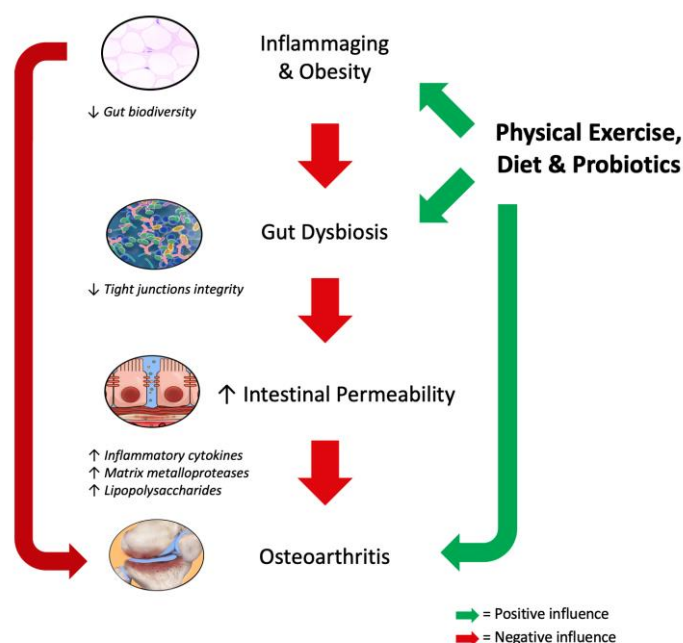 Inflammaging
& Obesity
↓ Gut biodiversity
Physical Exercise,
Diet & Probiotics
Gut Dysbiosis
↓ Tight junctions integrity
↑ Intestinal Permeability
↑ Inflammatory cytokines
↑ Matrix metalloproteases
↑ Lipopolysaccharides
Osteoarthritis
= Positive influence
= Negative influence